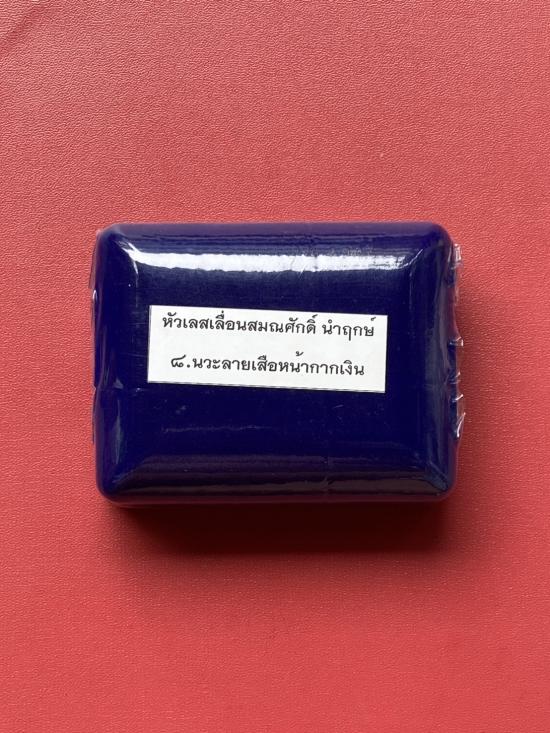 หัวเลสเลื่อนสมณศักดิ์ นำฤกษ์
๘.นวะลายเสือหน้ากากเงิน